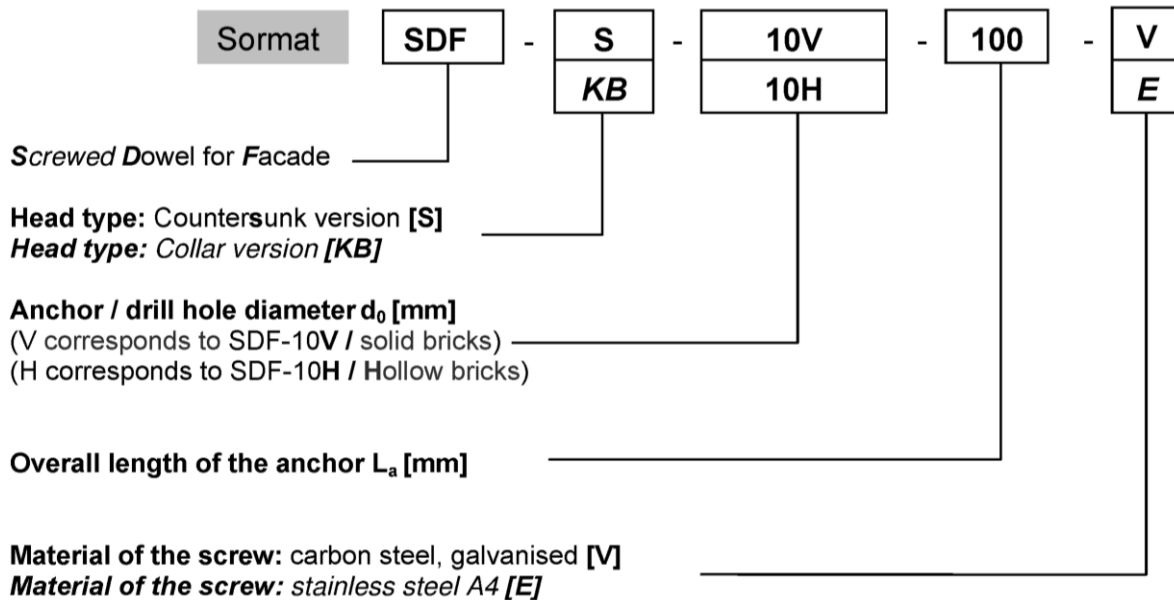 Sormat SDF - S - 10V - 100 - V
KB 10H E
Screwed Dowel for Facade
Head type: Countersunk version [S]
Head type: Collar version [KB]
Anchor / drill hole diameter d₀ [mm]
(V corresponds to SDF-10V / solid bricks)
(H corresponds to SDF-10H / Hollow bricks)
Overall length of the anchor Lₐ [mm]
Material of the screw: carbon steel, galvanised [V]
Material of the screw: stainless steel A4 [E]